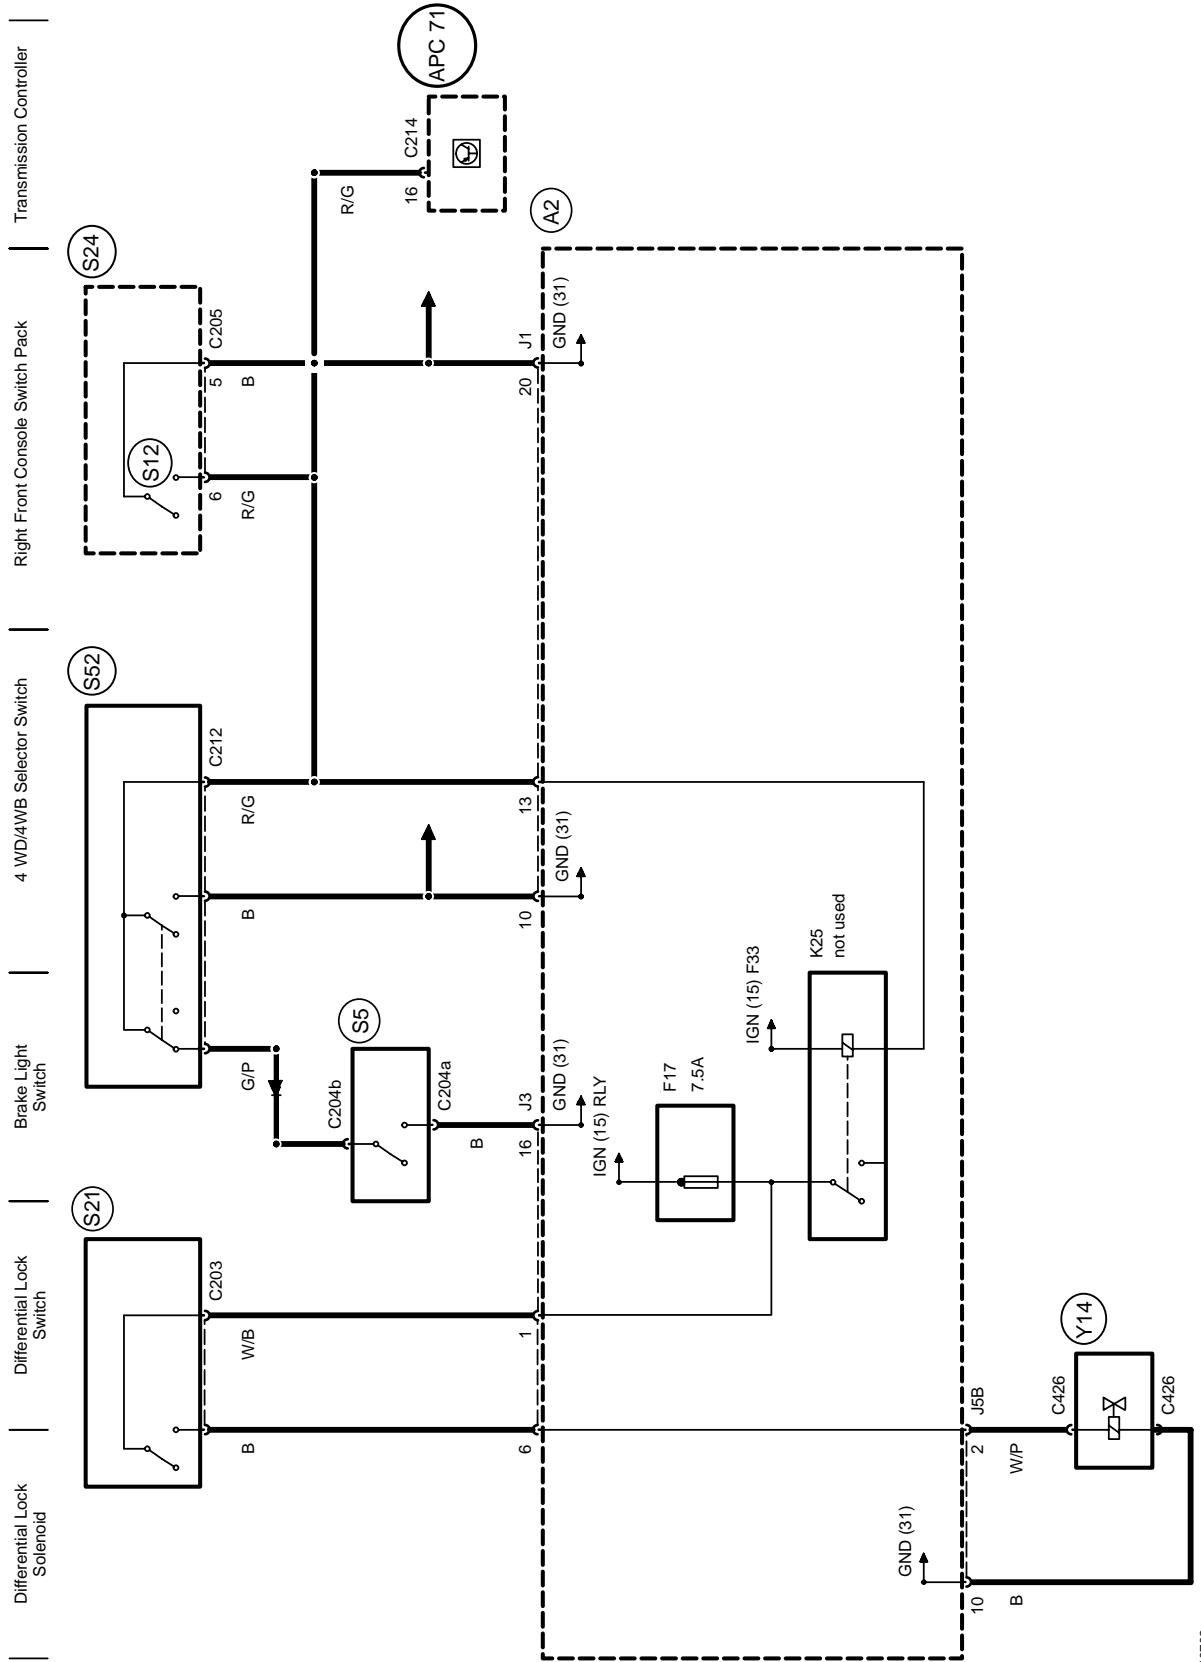 Differential Lock
Solenoid
Differential Lock
Switch
Brake Light
Switch
4 WD/4WB Selector Switch
Right Front Console Switch Pack
Transmission Controller
S21
S52
S24
S12
APC 71
C203
C212
C205
C214
B
W/B
G/P
B
R/G
6
R/G
5
B
R/G
16
S5
C204b
C204a
B
A2
6
1
16
J3
10
13
20
J1
GND (31)
GND (31)
GND (31)
IGN (15) RLY
F17
7.5A
IGN (15) F33
K25
not used
GND (31)
10
B
2
J5B
W/P
C426
C426
Y14